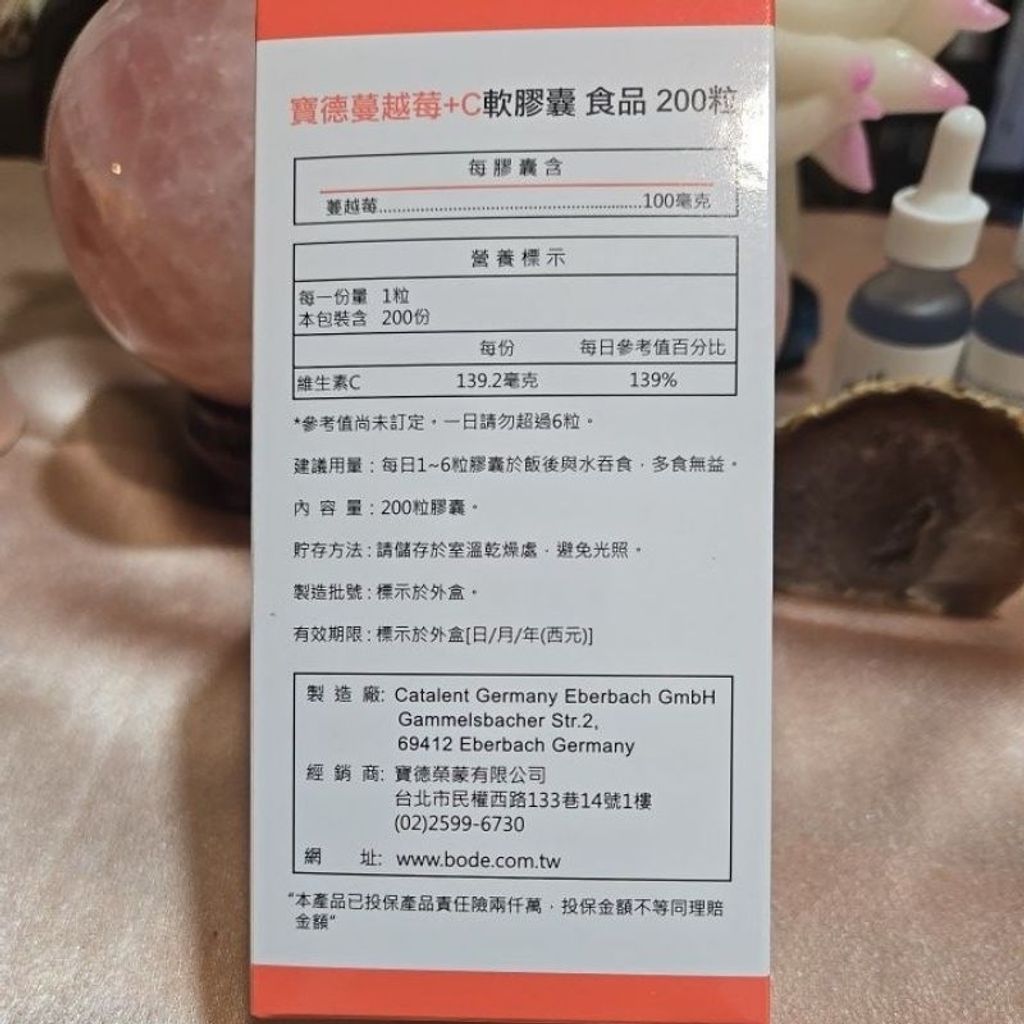 寶德蔓越莓+C軟膠囊 食品 200粒
每膠囊含
蔓越莓......................................................100毫克
營養標示
每一份量 1粒
本包裝含 200份
每份 每日參考值百分比
維生素C 139.2毫克 139%
*參考值尚未訂定。一日請勿超過6粒。
建議用量:每日1~6粒膠囊於飯後與水吞食,多食無益。
內容量:200粒膠囊。
貯存方法:請儲存於室溫乾燥處,避免光照。
製造批號:標示於外盒。
有效期限:標示於外盒[日/月/年(西元)]
製造廠: Catalent Germany Eberbach GmbH
Gammelsbacher Str.2,
69412 Eberbach Germany
經銷商: 寶德榮蒙有限公司
台北市民權西路133巷14號1樓
(02)2599-6730
網址: www.bode.com.tw
"本產品已投保產品責任險兩仟萬,投保金額不等同理賠
金額"